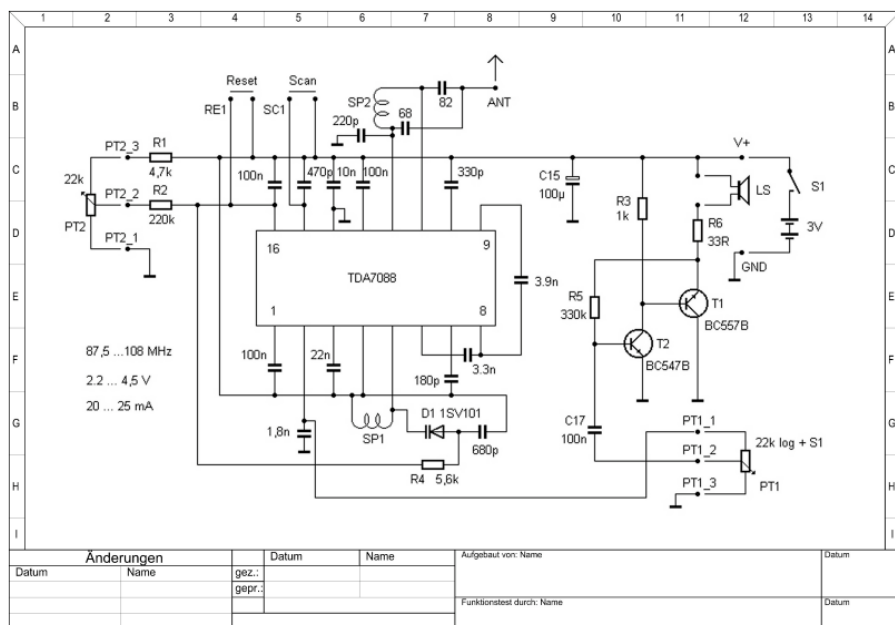 1 2 3 4 5 6 7 8 9 10 11 12 13 14
A A
B B
C C
D D
E E
F F
G G
H H
I I
Reset Scan
RE1 SC1
SP2
82
ANT
68
220p
PT2_3 R1
4,7k
V+
22k
PT2_2 R2
220k
PT2
PT2_1
100n 470p 10n 100n 330p
C15
100µ
R3
1k
LS
S1
R6
33R
3V
GND
16 9
TDA7088
1 8
3.9n
R5
330k
T1
BC557B
T2
BC547B
87,5 ...108 MHz
2.2 ... 4,5 V
20 ... 25 mA
100n 22n
3.3n
180p
D1 1SV101
1,8n
SP1
680p
R4 5,6k
C17
100n
PT1_1
PT1_2
PT1_3
22k log + S1
PT1
Änderungen Datum Name Aufgebaut von: Name Datum
Datum Name gez.:
gepr.:
Funktionstest durch: Name Datum